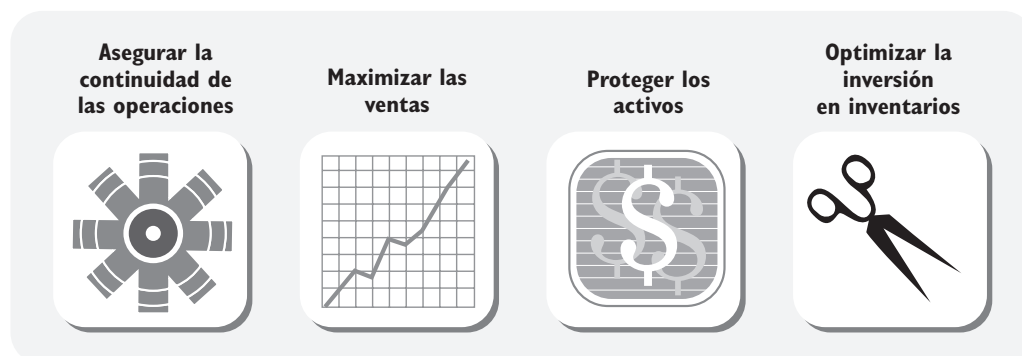 Asegurar la
continuidad de
las operaciones
Maximizar las
ventas
Proteger los
activos
Optimizar la
inversión
en inventarios
$ $ $